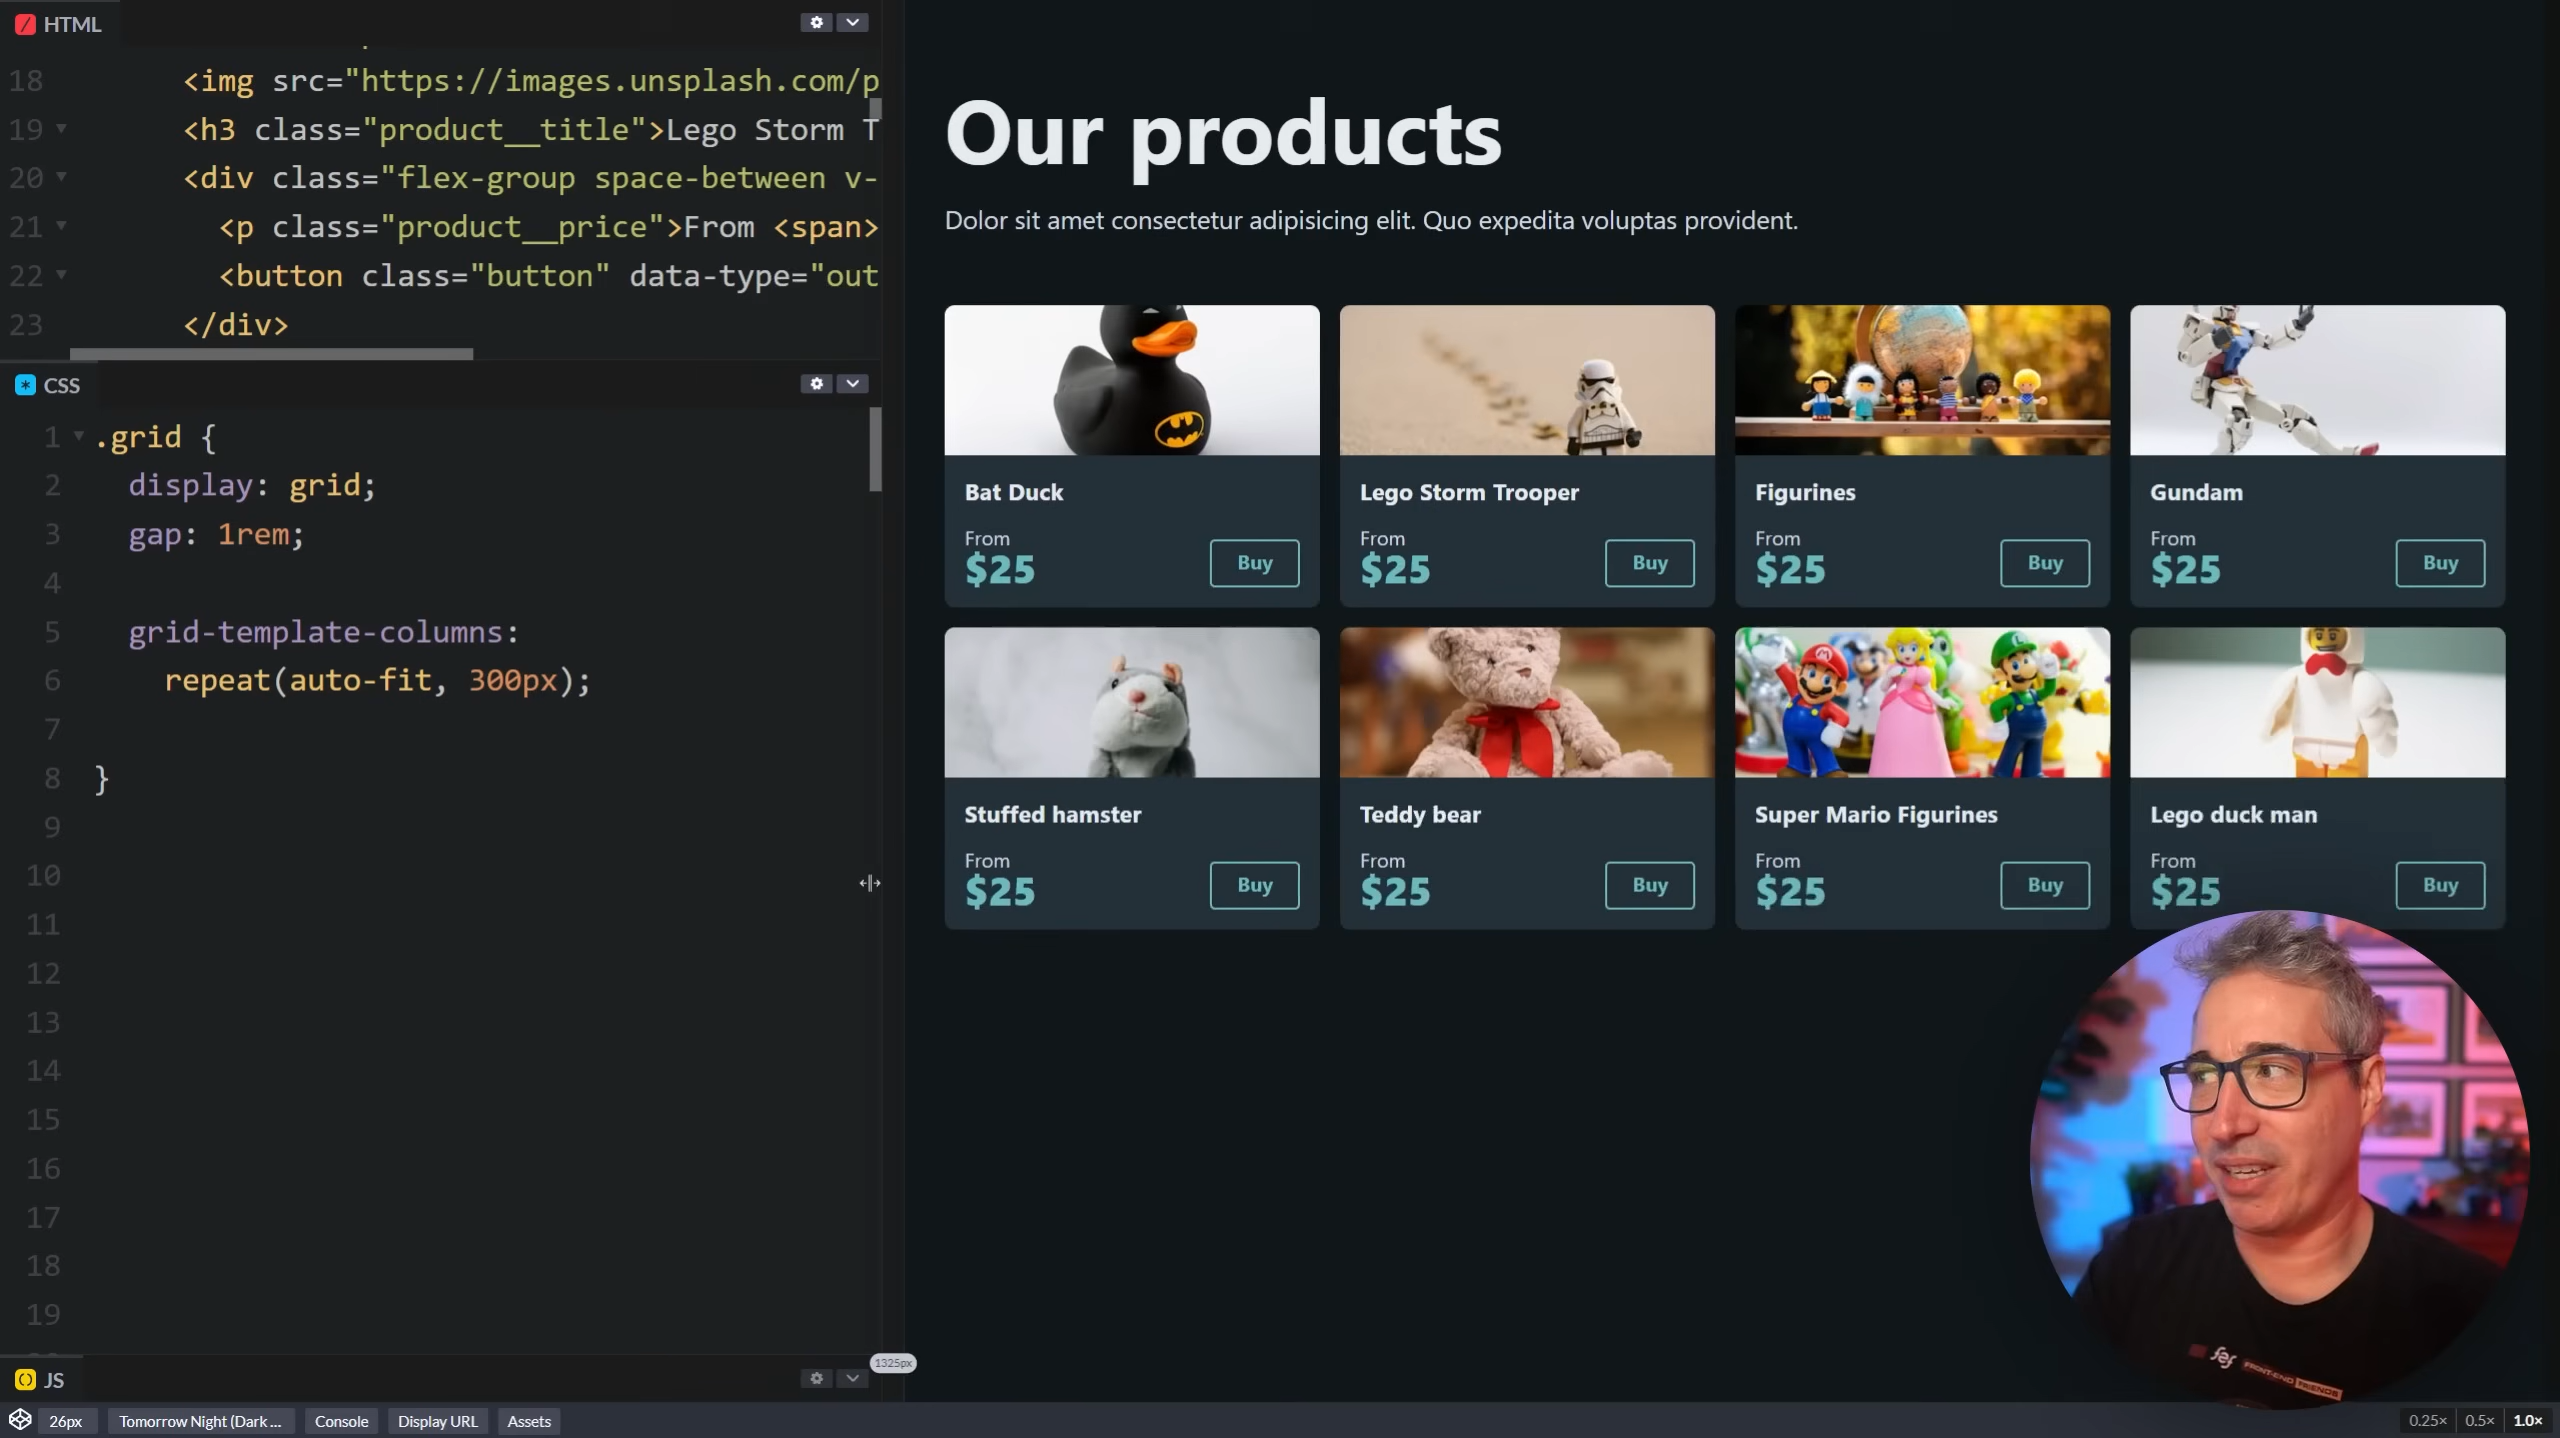 HTML
18 <img src="https://images.unsplash.com/p
19 <h3 class="product__title">Lego Storm T
20 <div class="flex-group space-between v-
21 <p class="product__price">From <span>
22 <button class="button" data-type="out
23 </div>
CSS
1 .grid {
2 display: grid;
3 gap: 1rem;
4
5 grid-template-columns:
6 repeat(auto-fit, 300px);
7
8 }
9
10
11
12
13
14
15
16
17
18
19
JS
1325px
26px
Tomorrow Night (Dark ...
Console
Display URL
Assets
Our products
Dolor sit amet consectetur adipisicing elit. Quo expedita voluptas provident.
Bat Duck
From
$25
Buy
Lego Storm Trooper
From
$25
Buy
Figurines
From
$25
Buy
Gundam
From
$25
Buy
Stuffed hamster
From
$25
Buy
Teddy bear
From
$25
Buy
Super Mario Figurines
From
$25
Buy
Lego duck man
From
$25
Buy
FRONT-END FRIENDS
0.25× 0.5× 1.0×